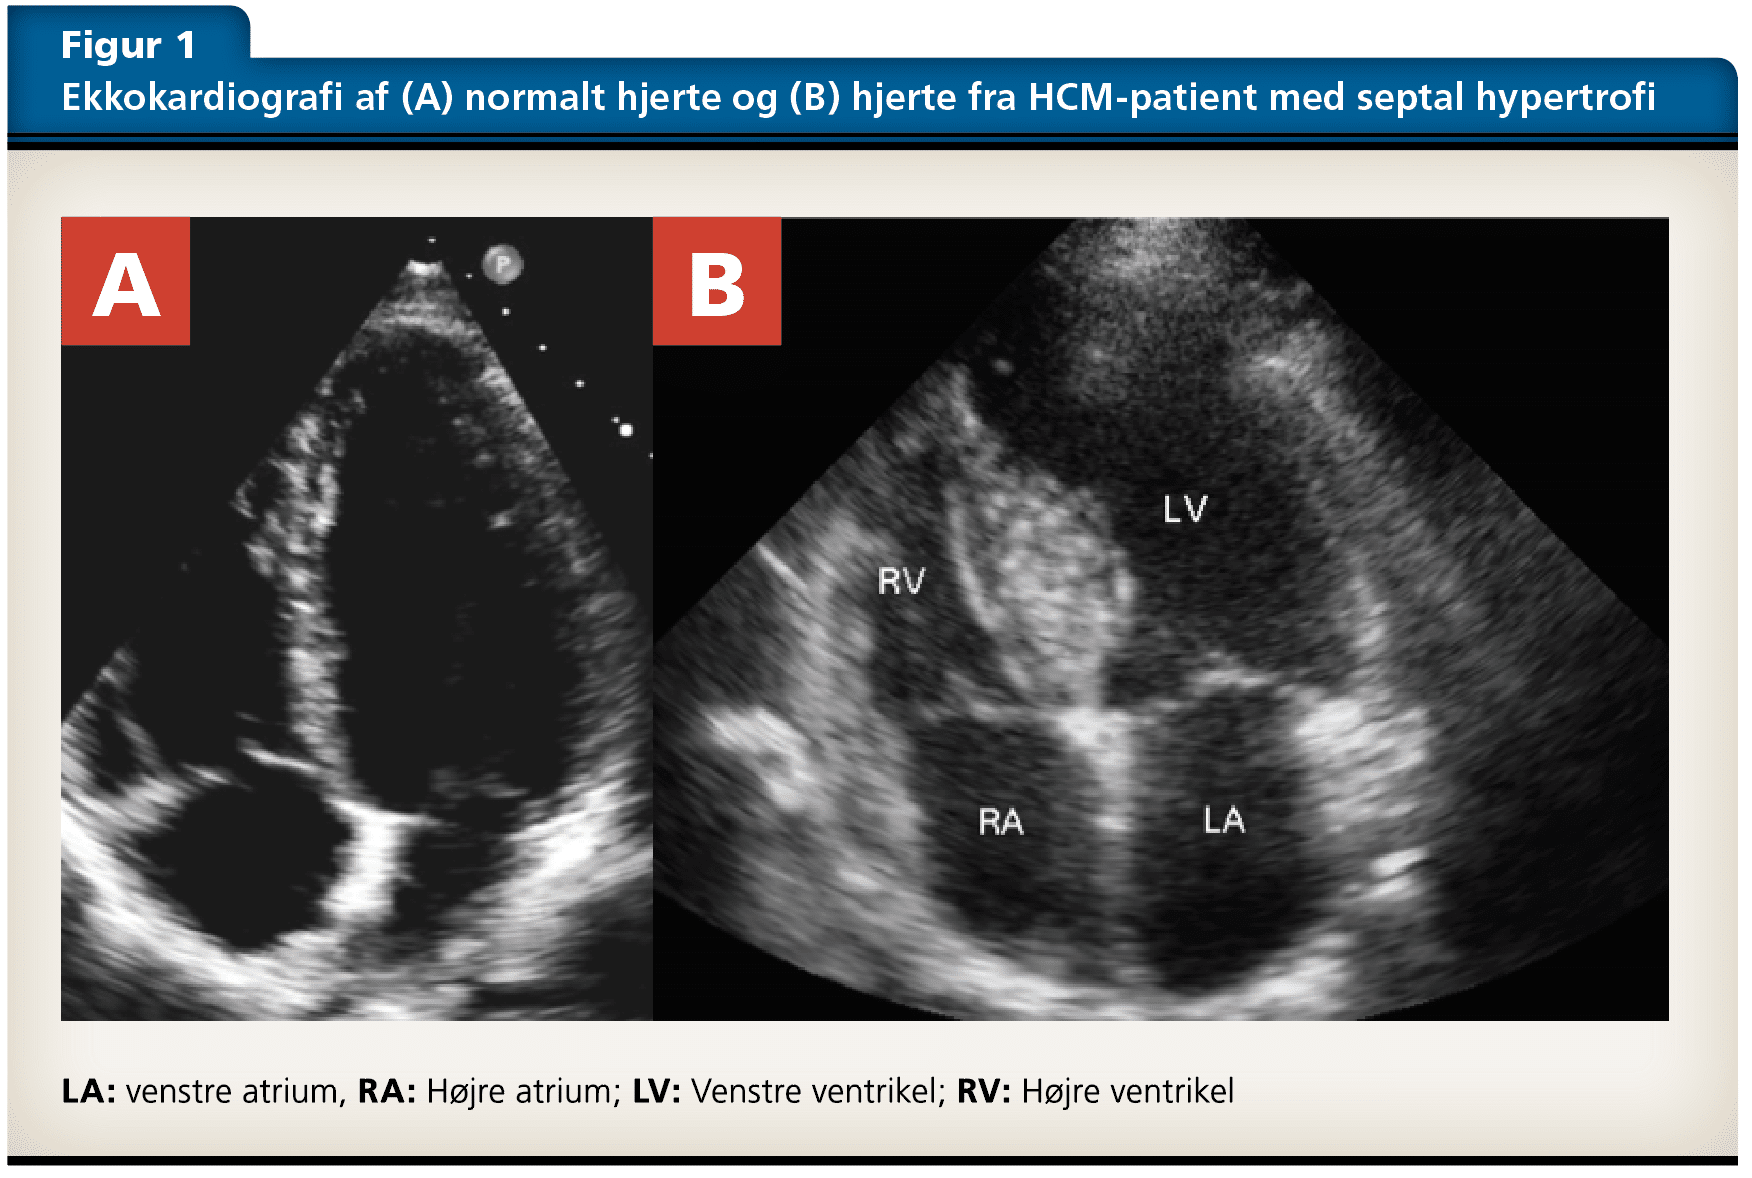 Figur 1
Ekkokardiografi af (A) normalt hjerte og (B) hjerte fra HCM-patient med septal hypertrofi
A
P
B
LV
RV
RA
LA
LA: venstre atrium, RA: Højre atrium; LV: Venstre ventrikel; RV: Højre ventrikel